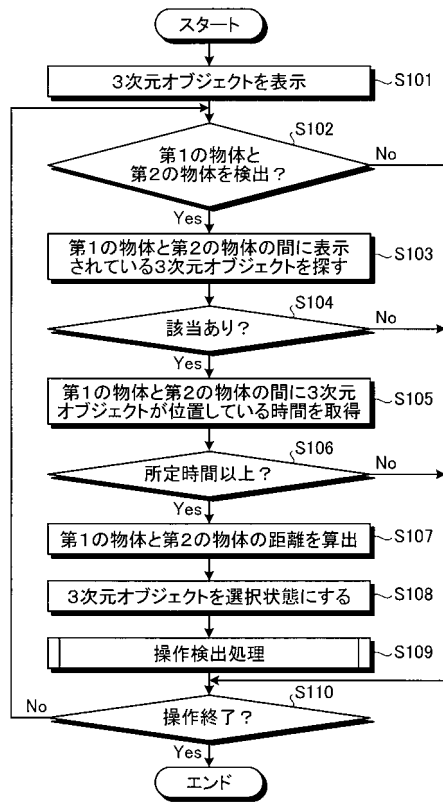 スタート
3次元オブジェクトを表示
S101
S102
第1の物体と
第2の物体を検出?
No
Yes
第1の物体と第2の物体の間に表示
されている3次元オブジェクトを探す
S103
S104
該当あり?
No
Yes
第1の物体と第2の物体の間に3次元
オブジェクトが位置している時間を取得
S105
S106
所定時間以上?
No
Yes
第1の物体と第2の物体の距離を算出
S107
3次元オブジェクトを選択状態にする
S108
操作検出処理
S109
S110
操作終了?
No
Yes
エンド